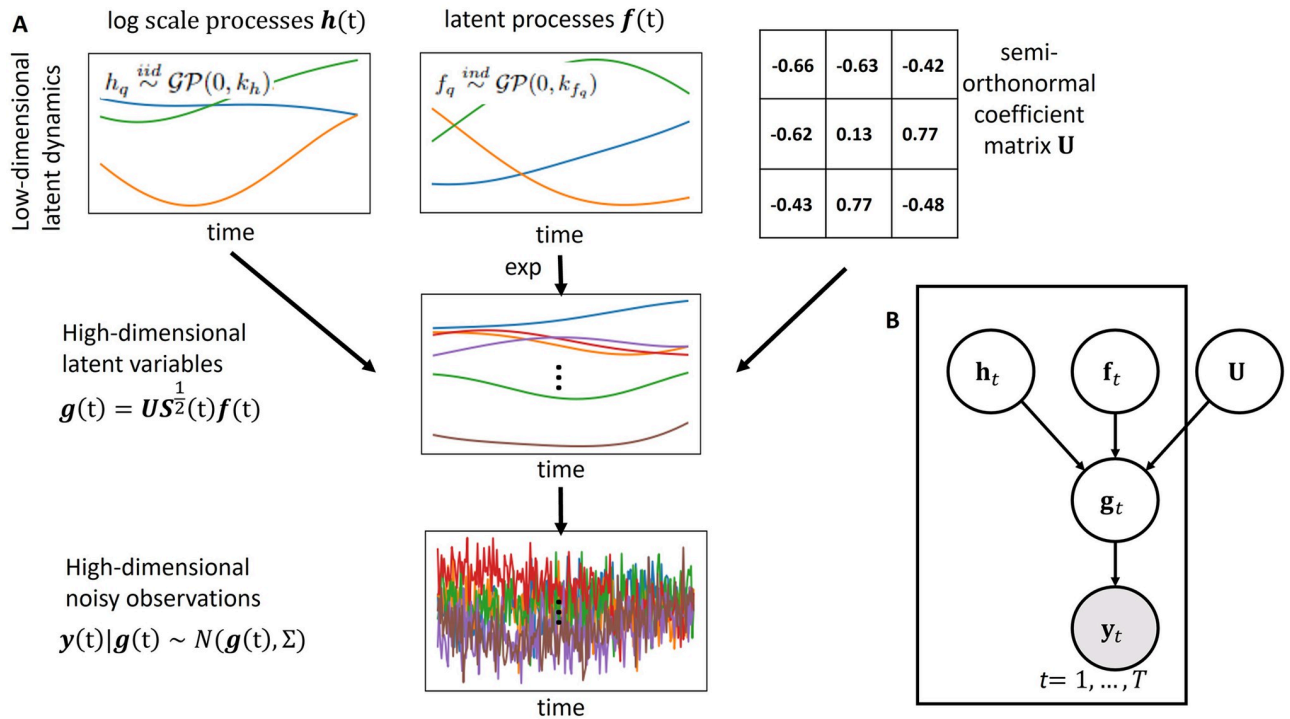 A
log scale processes h(t)
latent processes f(t)
Low-dimensional
latent dynamics
h_q iid ∼ GP(0, k_h)
f_q ind ∼ GP(0, k_{f_q})
-0.66 -0.63 -0.42
-0.62 0.13 0.77
-0.43 0.77 -0.48
semi-
orthonormal
coefficient
matrix U
time
time
exp
High-dimensional
latent variables
g(t) = US^{1/2}(t)f(t)
time
High-dimensional
noisy observations
y(t)|g(t) ~ N(g(t), Σ)
time
B
h_t f_t U
g_t
y_t
t= 1, ..., T